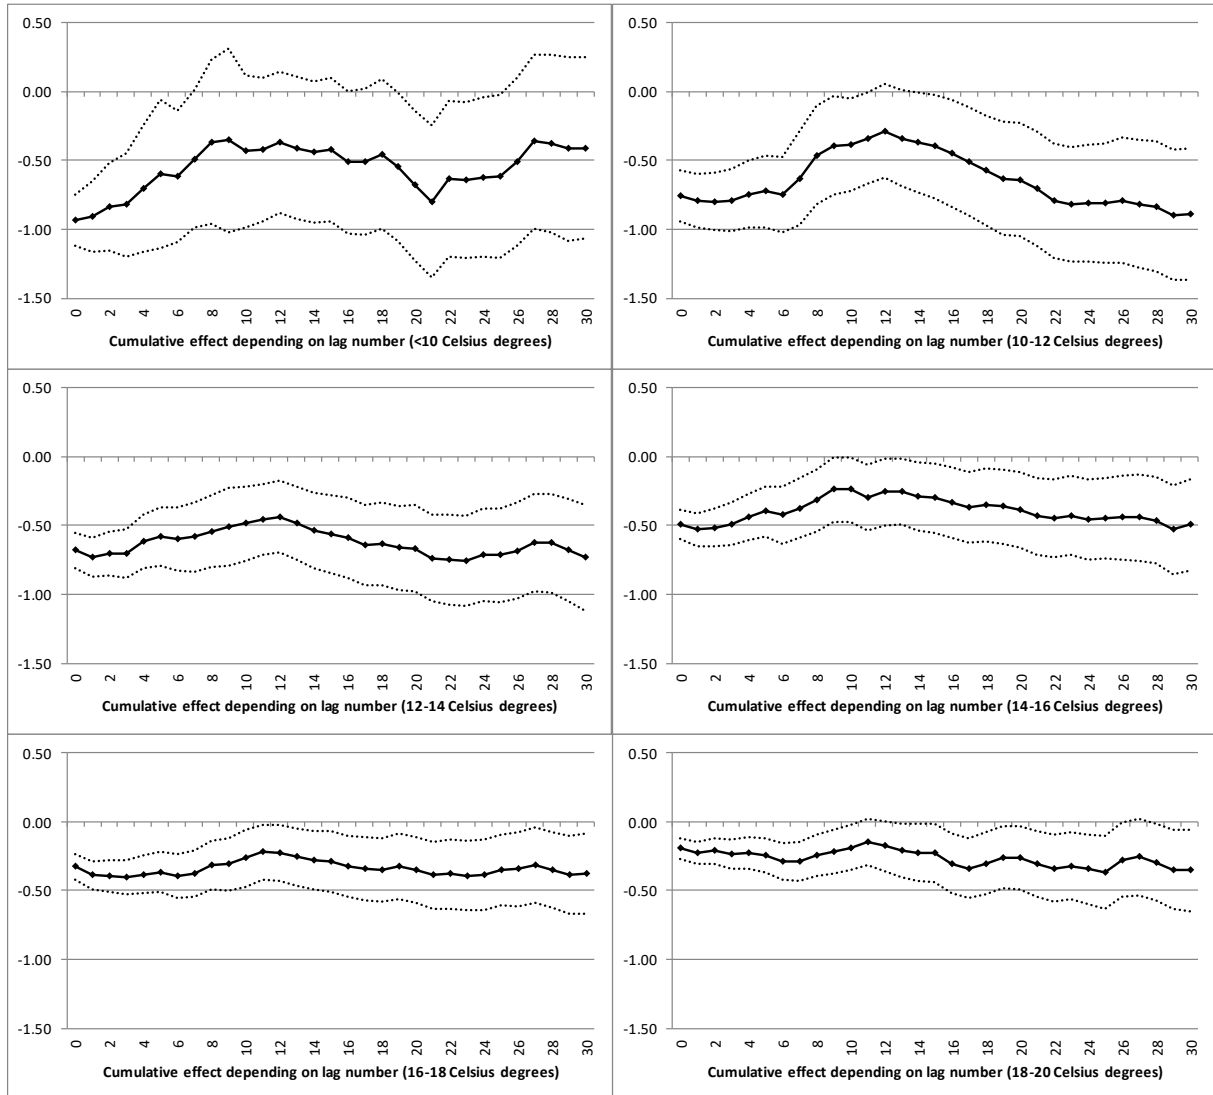 0.50
0.00
-0.50
-1.00
-1.50
0 2 4 6 8 10 12 14 16 18 20 22 24 26 28 30
Cumulative effect depending on lag number (<10 Celsius degrees)
0.50
0.00
-0.50
-1.00
-1.50
0 2 4 6 8 10 12 14 16 18 20 22 24 26 28 30
Cumulative effect depending on lag number (10-12 Celsius degrees)
0.50
0.00
-0.50
-1.00
-1.50
0 2 4 6 8 10 12 14 16 18 20 22 24 26 28 30
Cumulative effect depending on lag number (12-14 Celsius degrees)
0.50
0.00
-0.50
-1.00
-1.50
0 2 4 6 8 10 12 14 16 18 20 22 24 26 28 30
Cumulative effect depending on lag number (14-16 Celsius degrees)
0.50
0.00
-0.50
-1.00
-1.50
0 2 4 6 8 10 12 14 16 18 20 22 24 26 28 30
Cumulative effect depending on lag number (16-18 Celsius degrees)
0.50
0.00
-0.50
-1.00
-1.50
0 2 4 6 8 10 12 14 16 18 20 22 24 26 28 30
Cumulative effect depending on lag number (18-20 Celsius degrees)